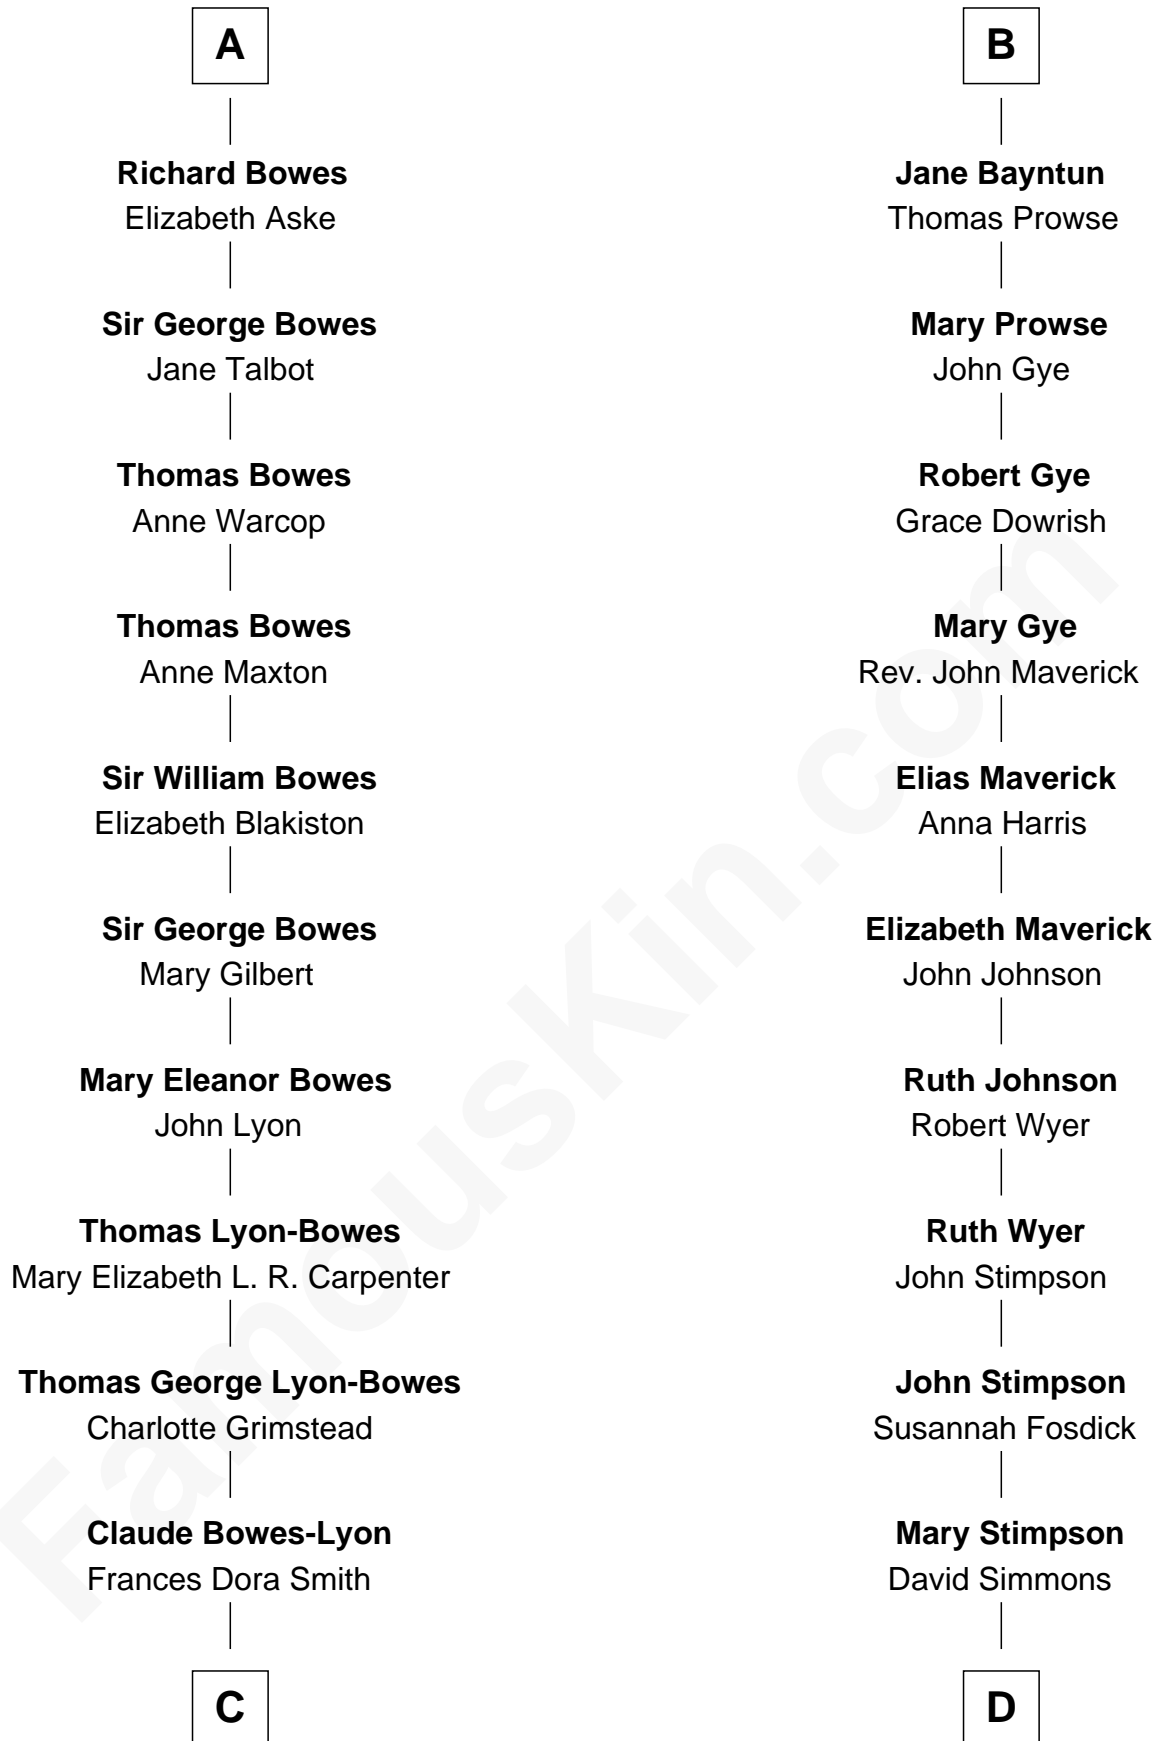 A
Richard Bowes
Elizabeth Aske
Sir George Bowes
Jane Talbot
Thomas Bowes
Anne Warcop
Thomas Bowes
Anne Maxton
Sir William Bowes
Elizabeth Blakiston
Sir George Bowes
Mary Gilbert
Mary Eleanor Bowes
John Lyon
Thomas Lyon-Bowes
Mary Elizabeth L. R. Carpenter
Thomas George Lyon-Bowes
Charlotte Grimstead
Claude Bowes-Lyon
Frances Dora Smith
C
B
Jane Bayntun
Thomas Prowse
Mary Prowse
John Gye
Robert Gye
Grace Dowrish
Mary Gye
Rev. John Maverick
Elias Maverick
Anna Harris
Elizabeth Maverick
John Johnson
Ruth Johnson
Robert Wyer
Ruth Wyer
John Stimpson
John Stimpson
Susannah Fosdick
Mary Stimpson
David Simmons
D
FamousKin.com